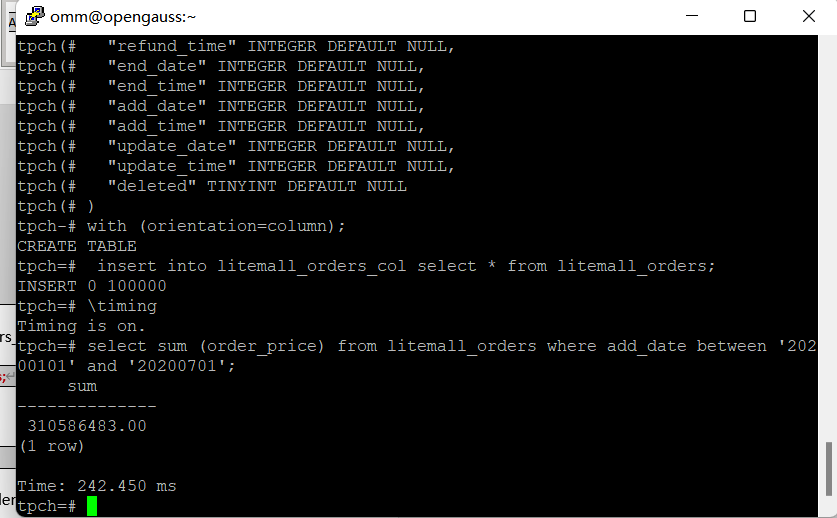 omm@opengauss:~
tpch(#   "refund_time" INTEGER DEFAULT NULL,
tpch(#   "end_date" INTEGER DEFAULT NULL,
tpch(#   "end_time" INTEGER DEFAULT NULL,
tpch(#   "add_date" INTEGER DEFAULT NULL,
tpch(#   "add_time" INTEGER DEFAULT NULL,
tpch(#   "update_date" INTEGER DEFAULT NULL,
tpch(#   "update_time" INTEGER DEFAULT NULL,
tpch(#   "deleted" TINYINT DEFAULT NULL
tpch(# )
tpch-# with (orientation=column);
CREATE TABLE
tpch=#  insert into litemall_orders_col select * from litemall_orders;
INSERT 0 100000
tpch=# \timing
Timing is on.
tpch=# select sum (order_price) from litemall_orders where add_date between '202
00101' and '20200701';
     sum
--------------
 310586483.00
(1 row)
Time: 242.450 ms
tpch=#